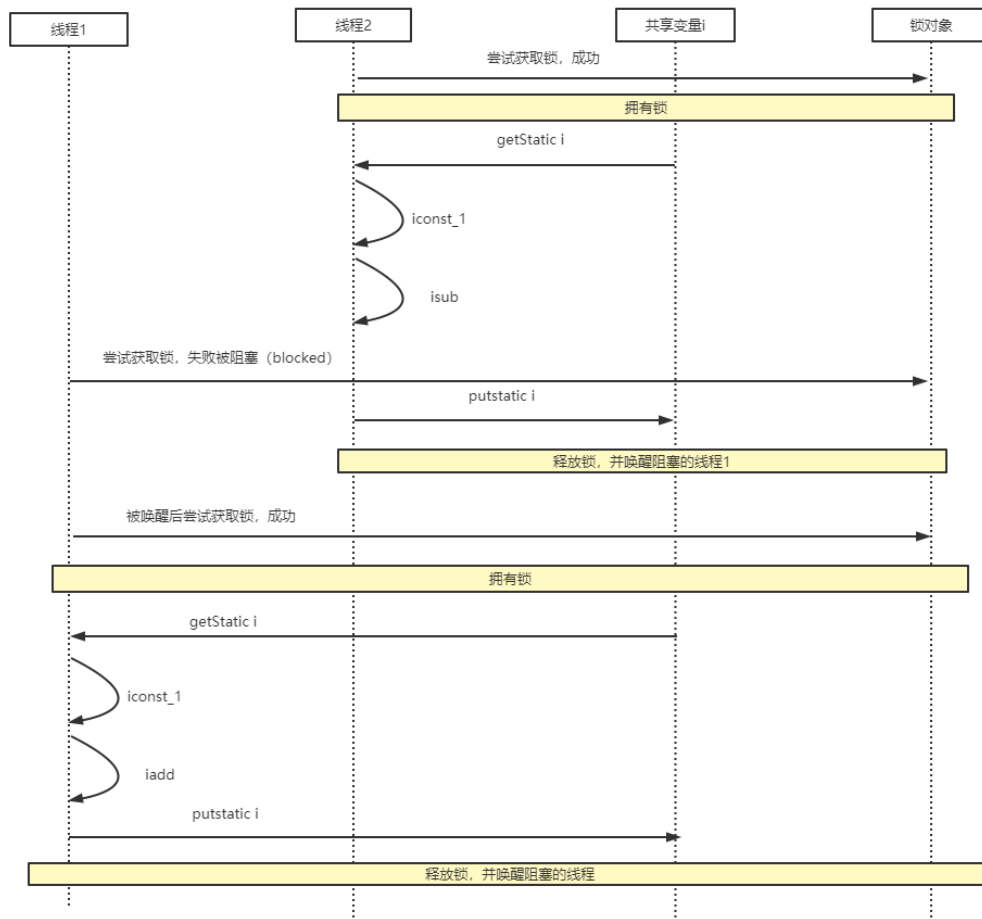 线程1
线程2
共享变量i
锁对象
尝试获取锁，成功
拥有锁
getStatic i
iconst_1
isub
尝试获取锁，失败被阻塞（blocked）
putstatic i
释放锁，并唤醒阻塞的线程1
被唤醒后尝试获取锁，成功
拥有锁
getStatic i
iconst_1
iadd
putstatic i
释放锁，并唤醒阻塞的线程